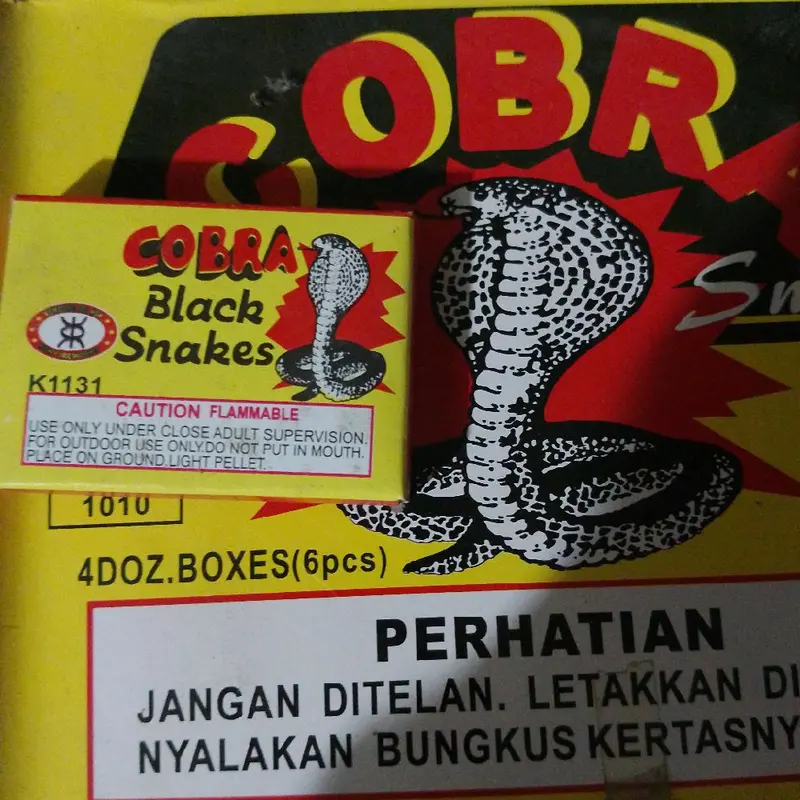 COBRA
Sn
COBRA
Black
Snakes
K1131
CAUTION FLAMMABLE
USE ONLY UNDER CLOSE ADULT SUPERVISION.
FOR OUTDOOR USE ONLY.DO NOT PUT IN MOUTH.
PLACE ON GROUND.LIGHT PELLET.
1010
4DOZ.BOXES(6pcs)
PERHATIAN
JANGAN DITELAN. LETAKKAN DI
NYALAKAN BUNGKUS KERTASNY